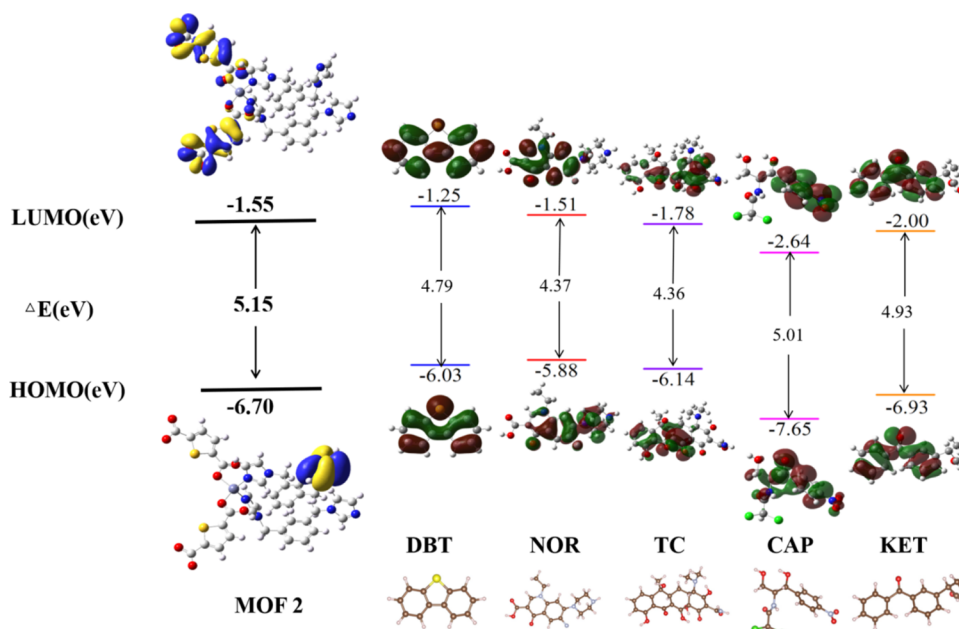 LUMO(eV)
-1.55
-1.25
-1.51
-1.78
-2.64
-2.00
△E(eV)
5.15
4.79
4.37
4.36
5.01
4.93
HOMO(eV)
-6.70
-6.03
-5.88
-6.14
-7.65
-6.93
MOF 2
DBT
NOR
TC
CAP
KET